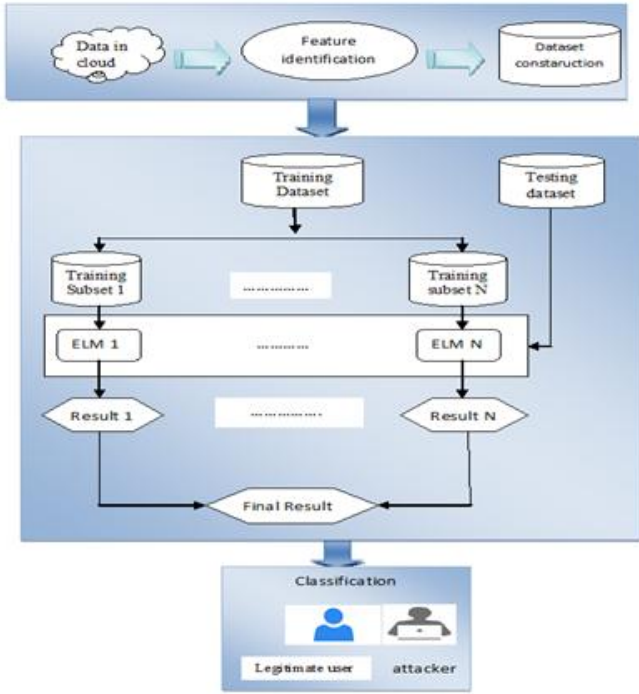 Data in
cloud
Feature
identification
Dataset
constaruction
Training
Dataset
Testing
dataset
Training
Subset 1
...............
Training
subset N
ELM 1
............
ELM N
Result 1
................
Result N
Final Result
Classification
Legitimate user
attacker